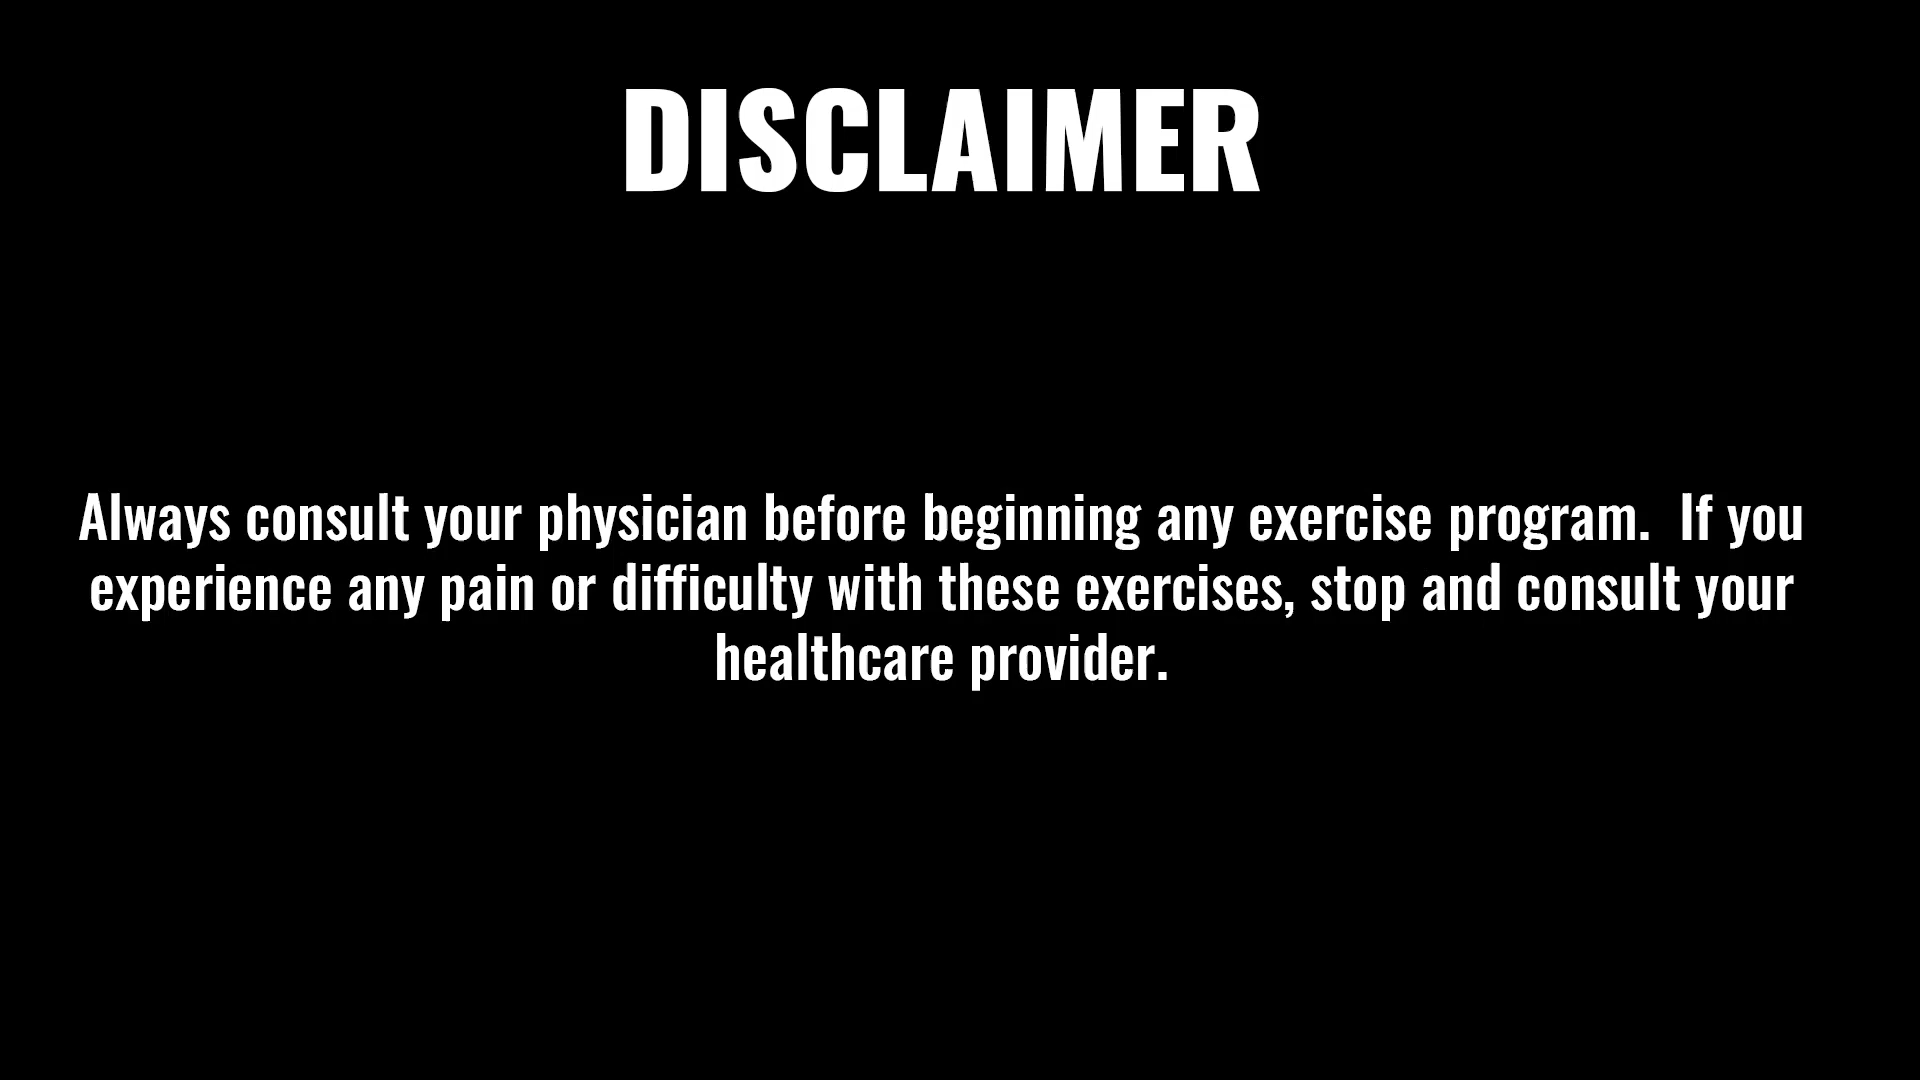 DISCLAIMER
Always consult your physician before beginning any exercise program.  If you
experience any pain or difficulty with these exercises, stop and consult your
healthcare provider.